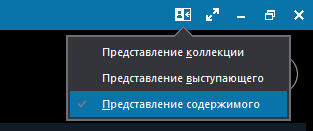 Представление коллекции
Представление выступающего
Представление содержимого